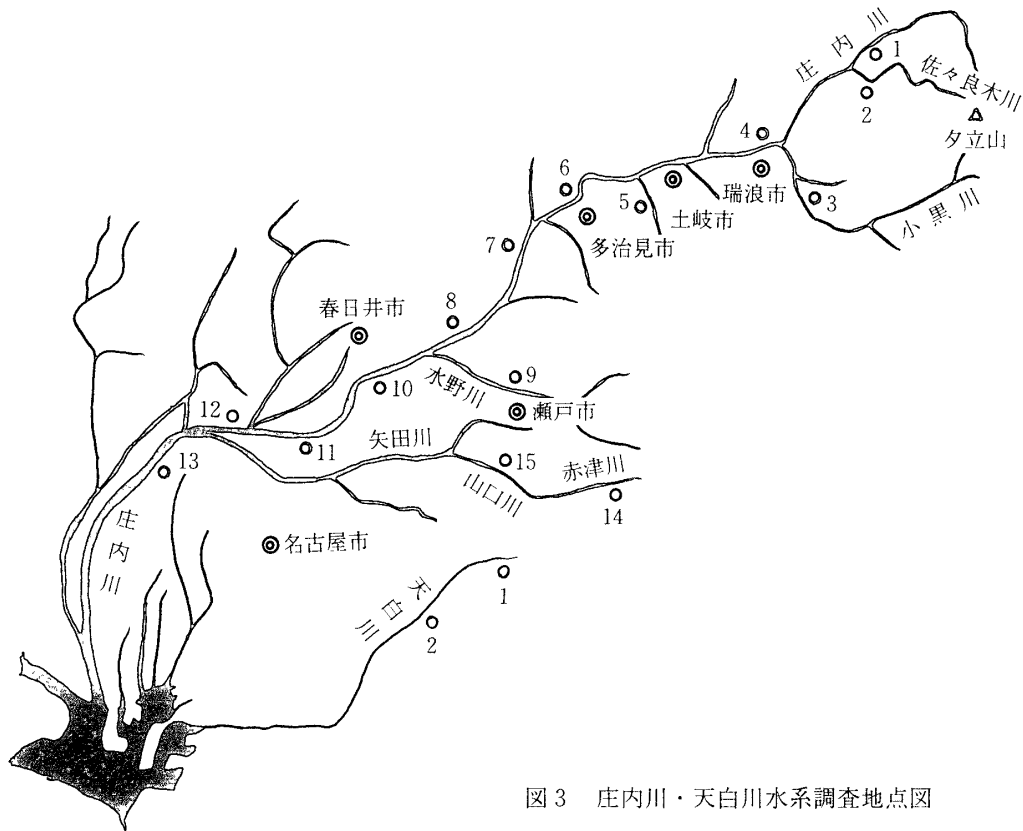 庄内川
1
佐々良木川
2
夕立山
4
瑞浪市
3
小黒川
6
5
土岐市
多治見市
7
春日井市
8
水野川
9
瀬戸市
10
12
矢田川
11
13
15
赤津川
山口川
14
庄内川
名古屋市
天白川
1
2
図3 庄内川・天白川水系調査地点図